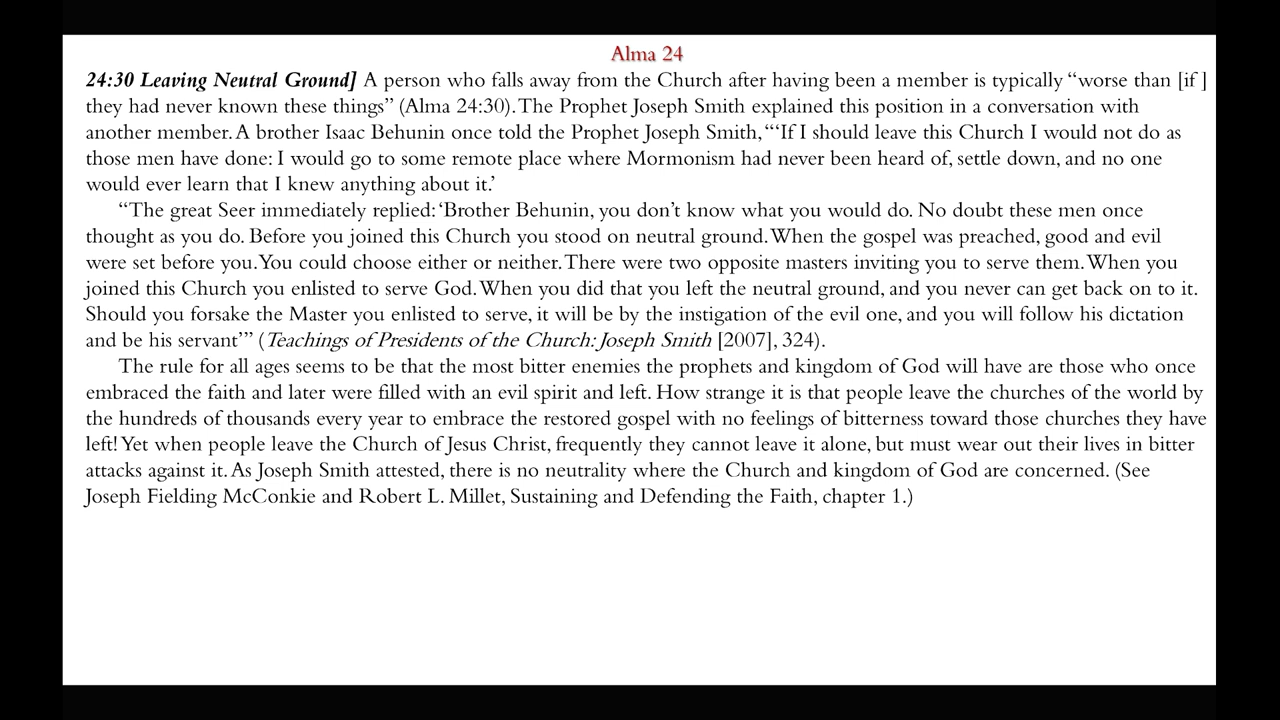 Alma 24
24:30 Leaving Neutral Ground] A person who falls away from the Church after having been a member is typically “worse than [if ]
they had never known these things” (Alma 24:30). The Prophet Joseph Smith explained this position in a conversation with
another member. A brother Isaac Behunin once told the Prophet Joseph Smith, “‘If I should leave this Church I would not do as
those men have done: I would go to some remote place where Mormonism had never been heard of, settle down, and no one
would ever learn that I knew anything about it.’
“The great Seer immediately replied: ‘Brother Behunin, you don’t know what you would do. No doubt these men once
thought as you do. Before you joined this Church you stood on neutral ground. When the gospel was preached, good and evil
were set before you. You could choose either or neither. There were two opposite masters inviting you to serve them. When you
joined this Church you enlisted to serve God. When you did that you left the neutral ground, and you never can get back on to it.
Should you forsake the Master you enlisted to serve, it will be by the instigation of the evil one, and you will follow his dictation
and be his servant’” (Teachings of Presidents of the Church: Joseph Smith [2007], 324).
The rule for all ages seems to be that the most bitter enemies the prophets and kingdom of God will have are those who once
embraced the faith and later were filled with an evil spirit and left. How strange it is that people leave the churches of the world by
the hundreds of thousands every year to embrace the restored gospel with no feelings of bitterness toward those churches they have
left! Yet when people leave the Church of Jesus Christ, frequently they cannot leave it alone, but must wear out their lives in bitter
attacks against it. As Joseph Smith attested, there is no neutrality where the Church and kingdom of God are concerned. (See
Joseph Fielding McConkie and Robert L. Millet, Sustaining and Defending the Faith, chapter 1.)